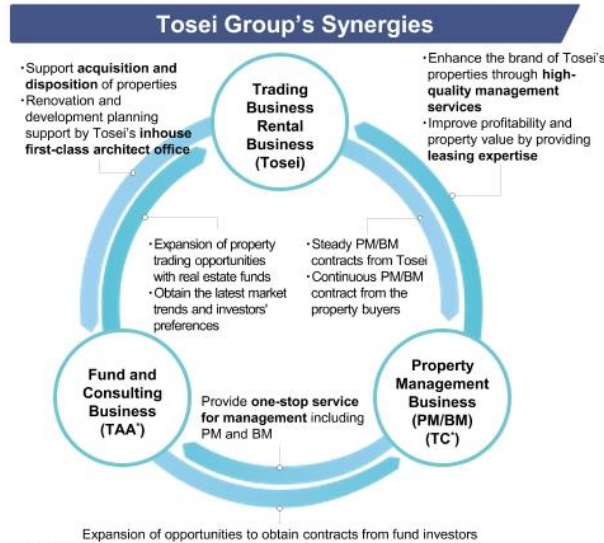 Tosei Group's Synergies
・Support acquisition and
disposition of properties
・Renovation and
development planning
support by Tosei's inhouse
first-class architect office
Trading
Business
Rental
Business
(Tosei)
・Enhance the brand of Tosei's
properties through high-
quality management
services
・Improve profitability and
property value by providing
leasing expertise
・Expansion of property
trading opportunities
with real estate funds
・Obtain the latest market
trends and investors'
preferences
・Steady PM/BM
contracts from Tosei
・Continuous PM/BM
contract from the
property buyers
Fund and
Consulting
Business
(TAA*)
Provide one-stop service
for management including
PM and BM
Property
Management
Business
(PM/BM)
(TC*)
Expansion of opportunities to obtain contracts from fund investors